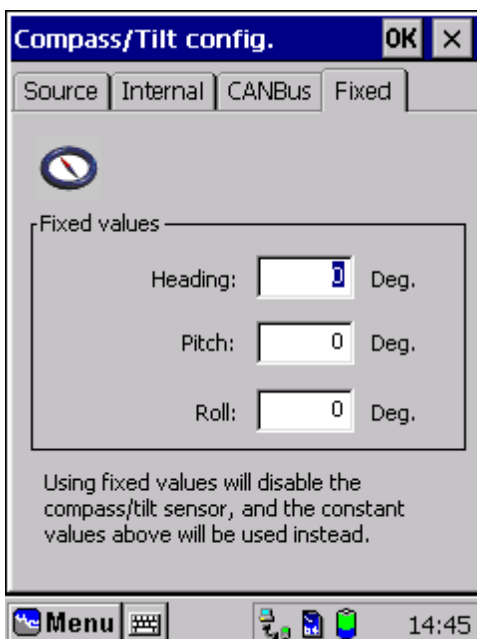 Compass/Tilt config. OK ×
Source Internal CANBus Fixed
Fixed values
Heading: 0 Deg.
Pitch: 0 Deg.
Roll: 0 Deg.
Using fixed values will disable the
compass/tilt sensor, and the constant
values above will be used instead.
Menu 14:45